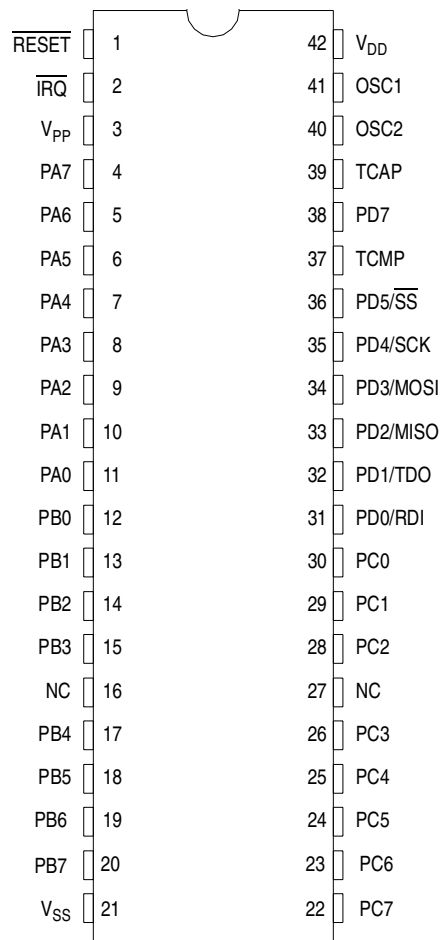 RESET 1 42 VDD
IRQ 2 41 OSC1
VPP 3 40 OSC2
PA7 4 39 TCAP
PA6 5 38 PD7
PA5 6 37 TCMP
PA4 7 36 PD5/SS
PA3 8 35 PD4/SCK
PA2 9 34 PD3/MOSI
PA1 10 33 PD2/MISO
PA0 11 32 PD1/TDO
PB0 12 31 PD0/RDI
PB1 13 30 PC0
PB2 14 29 PC1
PB3 15 28 PC2
NC 16 27 NC
PB4 17 26 PC3
PB5 18 25 PC4
PB6 19 24 PC5
PB7 20 23 PC6
VSS 21 22 PC7